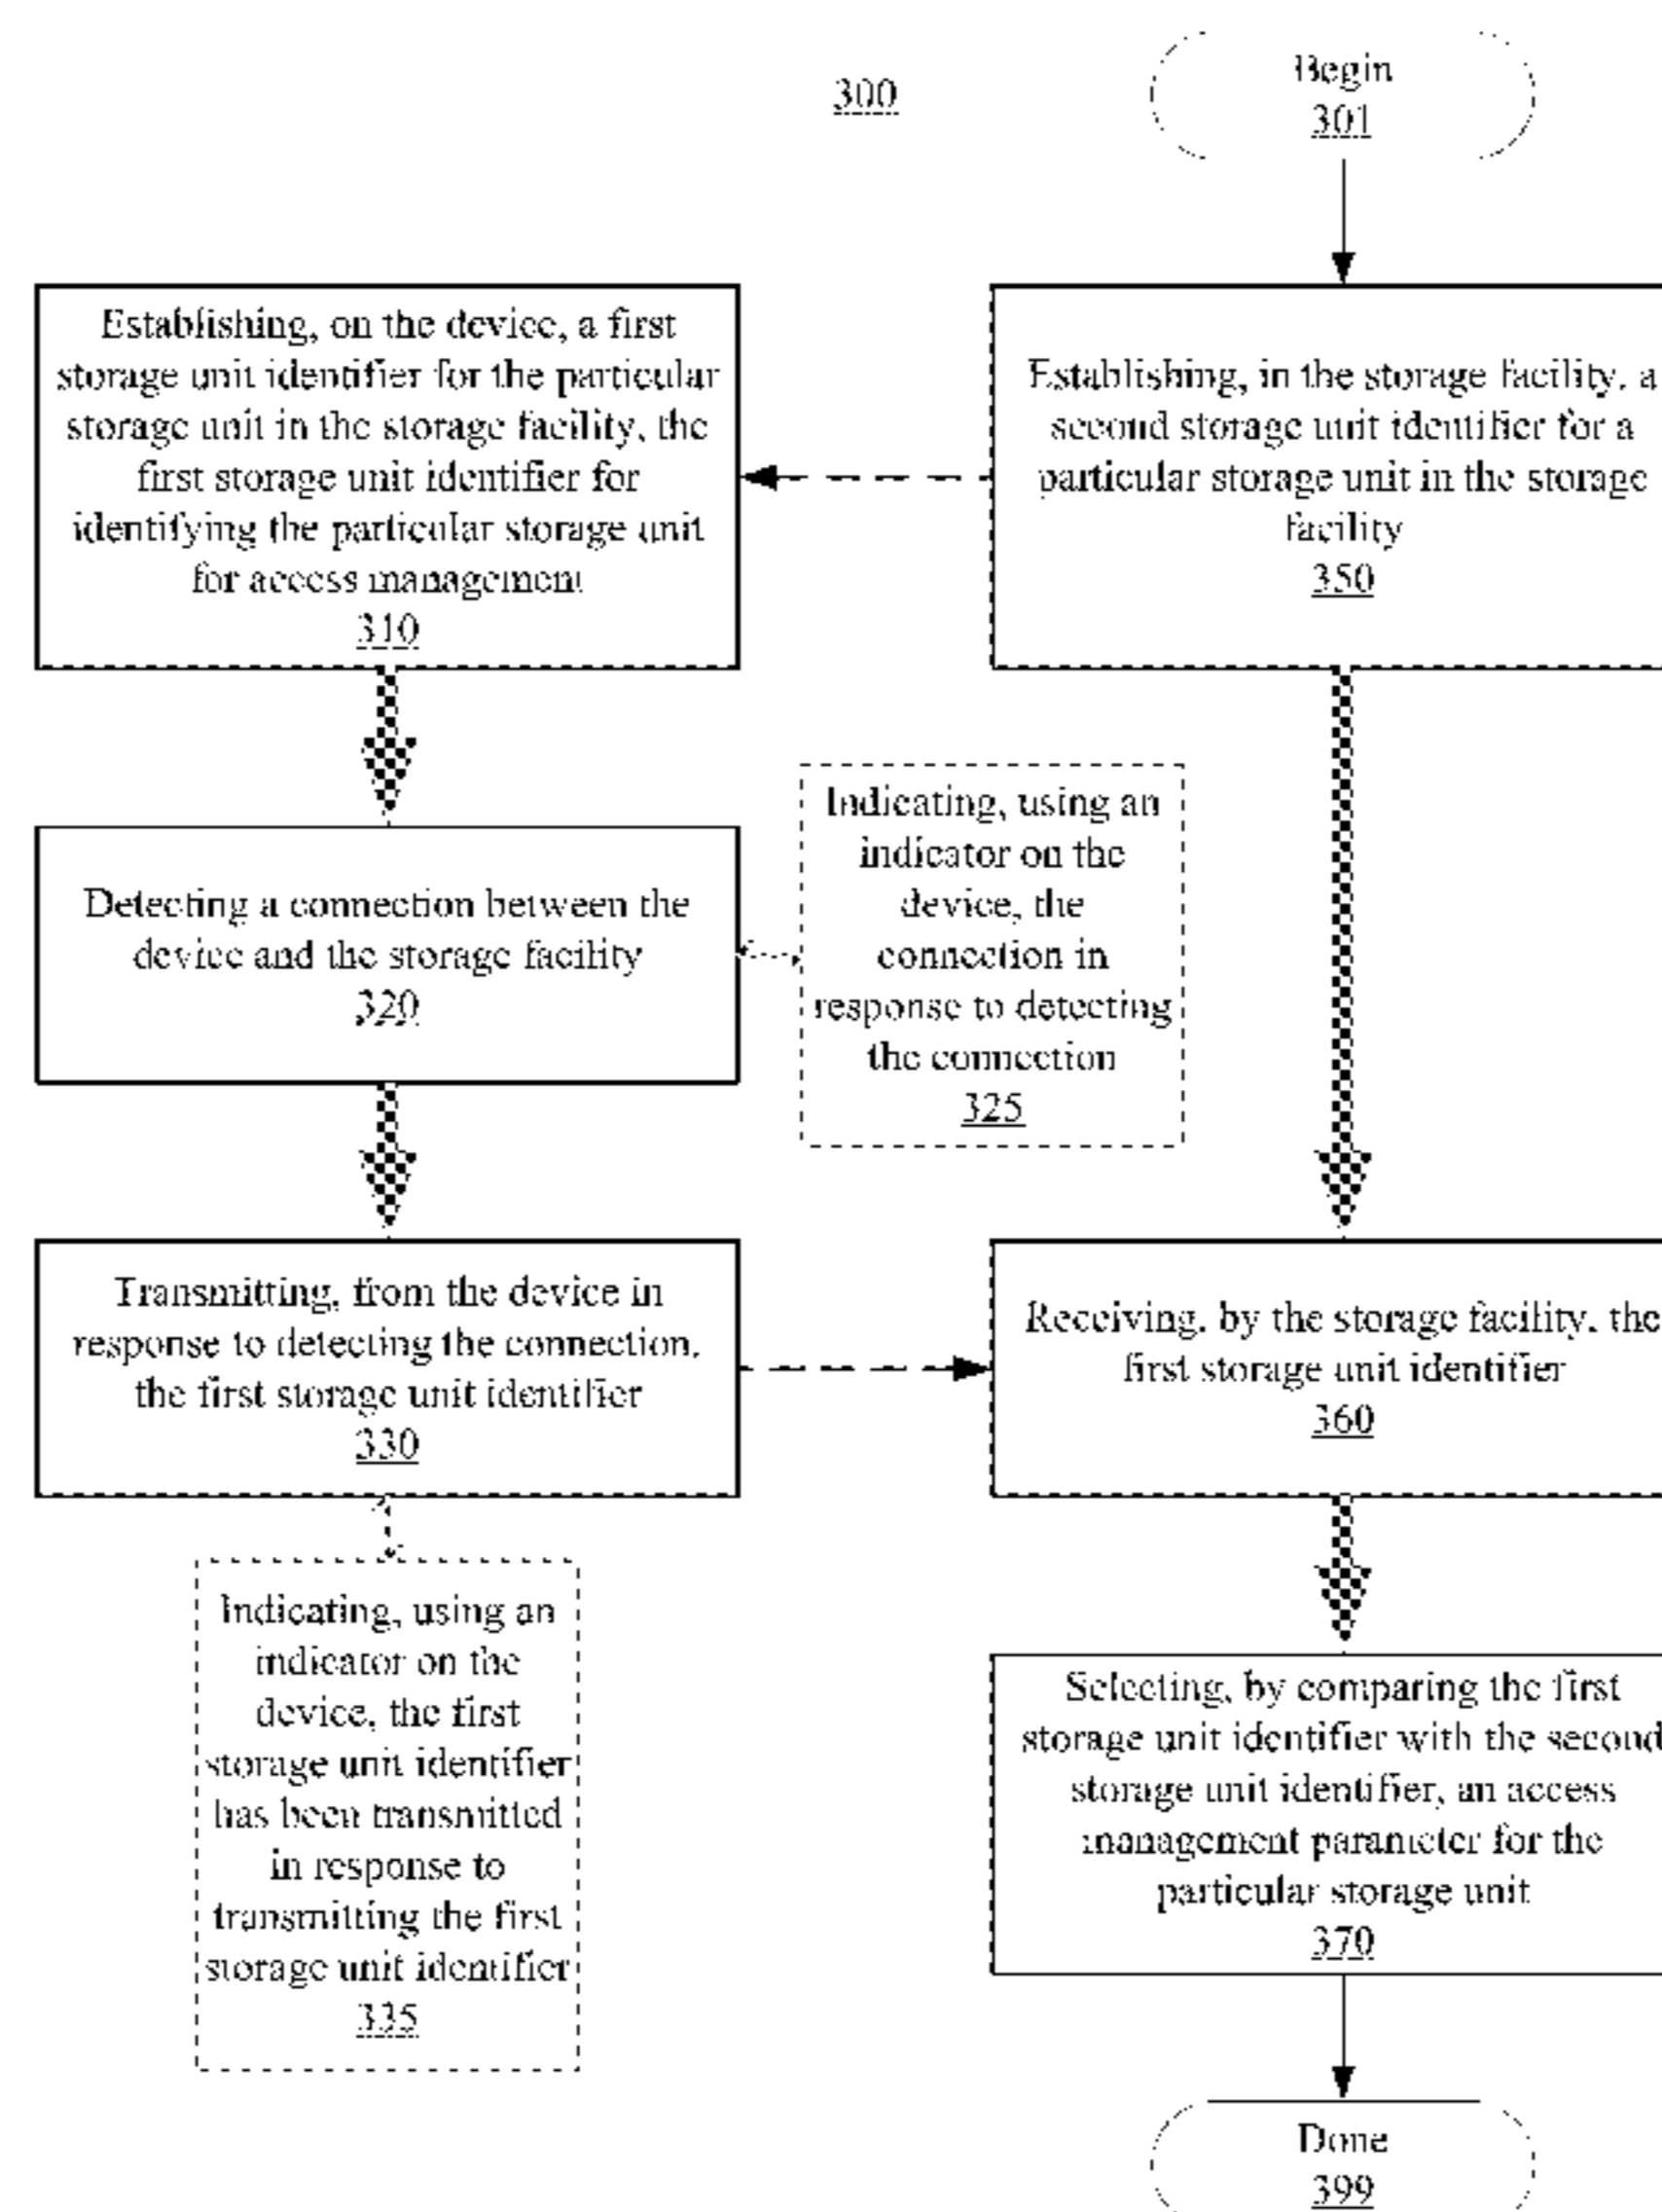 300
Begin
301
Establishing, on the device, a first
storage unit identifier for the particular
storage unit in the storage facility, the
first storage unit identifier for
identifying the particular storage unit
for access management
310
Establishing, in the storage facility, a
second storage unit identifier for a
particular storage unit in the storage
facility
350
Detecting a connection between the
device and the storage facility
320
Indicating, using an
indicator on the
device, the
connection in
response to detecting
the connection
325
Transmitting, from the device in
response to detecting the connection,
the first storage unit identifier
330
Receiving, by the storage facility, the
first storage unit identifier
360
Indicating, using an
indicator on the
device, the first
storage unit identifier
has been transmitted
in response to
transmitting the first
storage unit identifier
335
Selecting, by comparing the first
storage unit identifier with the second
storage unit identifier, an access
management parameter for the
particular storage unit
370
Done
399